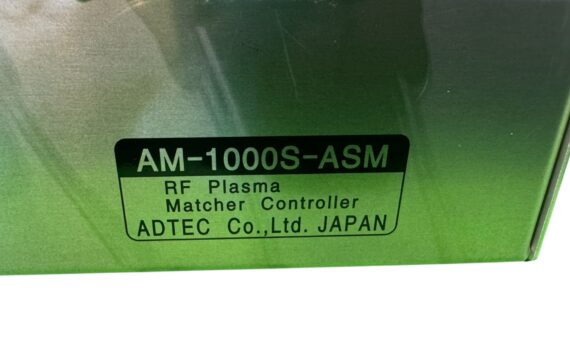 AM-1000S-ASM
RF Plasma
Matcher Controller
ADTEC Co.,Ltd. JAPAN